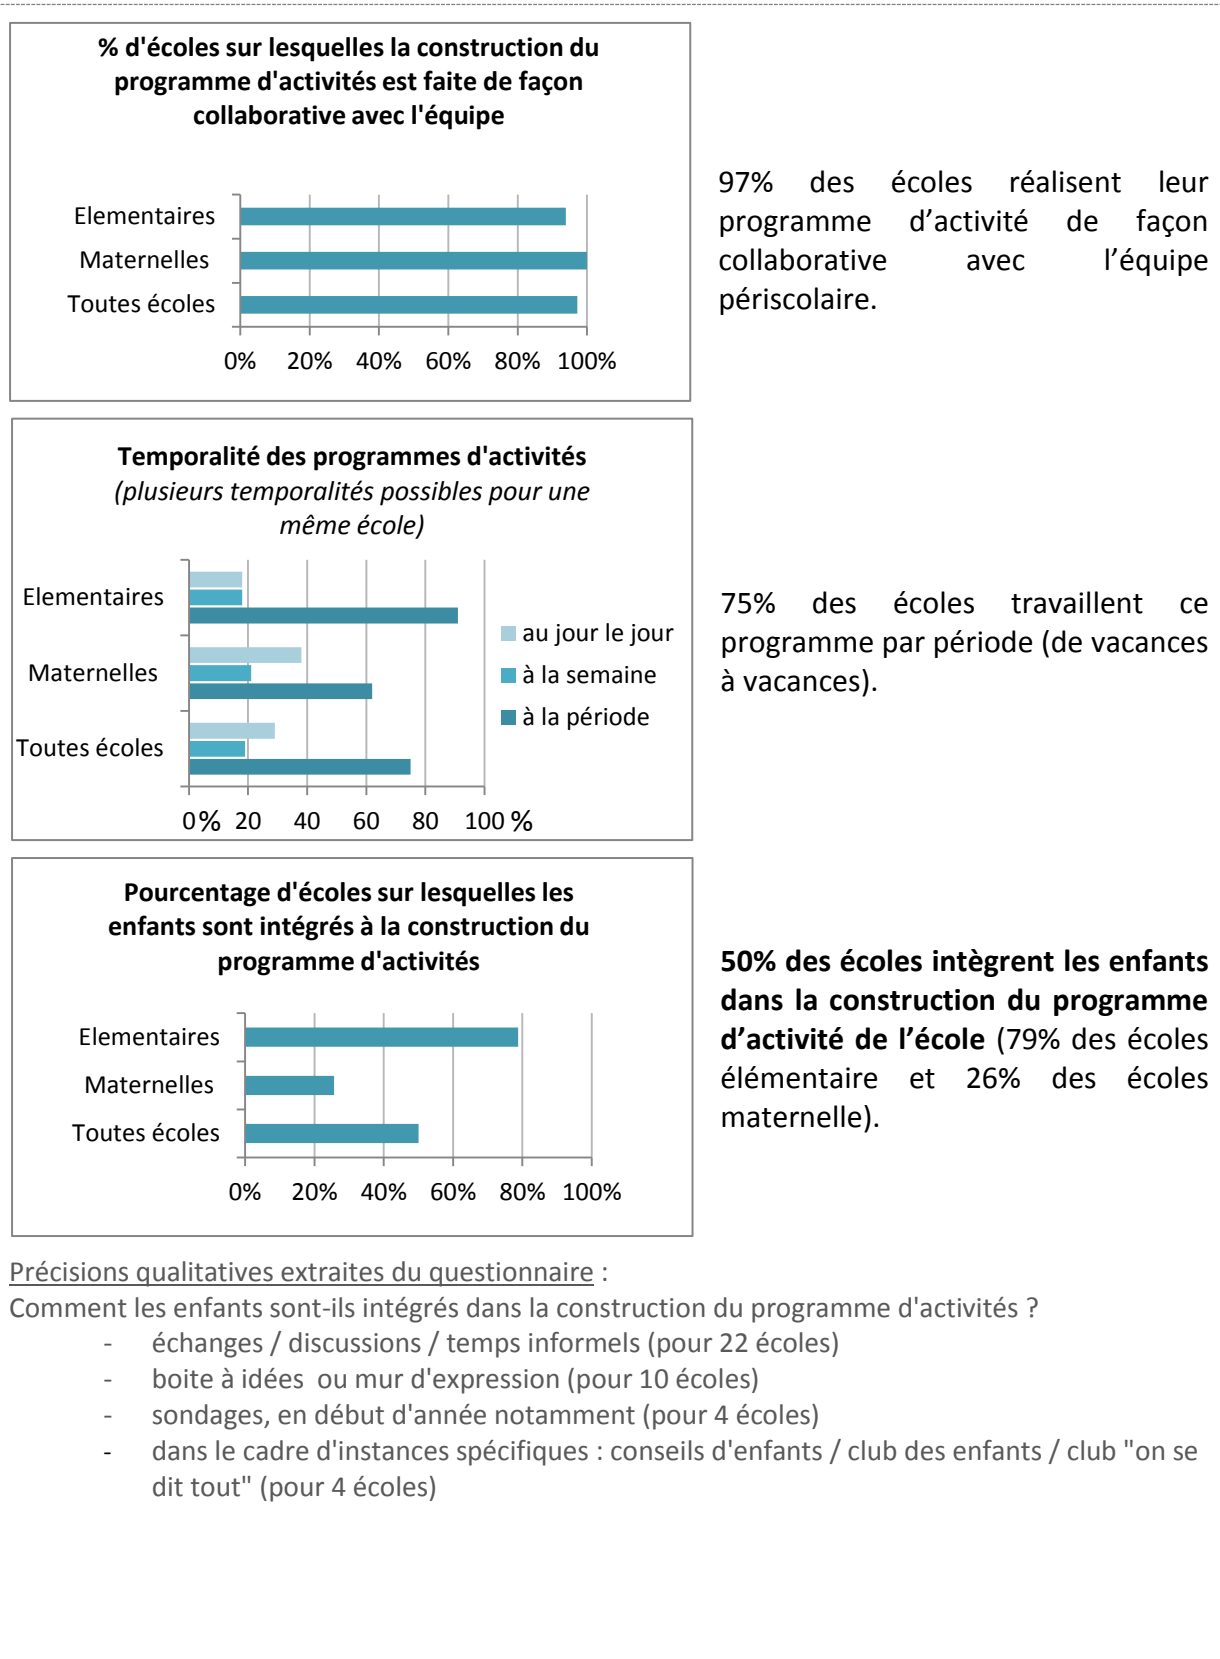 % d'écoles sur lesquelles la construction du
programme d'activités est faite de façon
collaborative avec l'équipe
Elementaires
Maternelles
Toutes écoles
0% 20% 40% 60% 80% 100%
97% des écoles réalisent leur
programme d’activité de façon
collaborative avec l’équipe
périscolaire.
Temporalité des programmes d'activités
(plusieurs temporalités possibles pour une
même école)
Elementaires
Maternelles
Toutes écoles
au jour le jour
à la semaine
à la période
0% 20 40 60 80 100 %
75% des écoles travaillent ce
programme par période (de vacances
à vacances).
Pourcentage d'écoles sur lesquelles les
enfants sont intégrés à la construction du
programme d'activités
Elementaires
Maternelles
Toutes écoles
0% 20% 40% 60% 80% 100%
50% des écoles intègrent les enfants
dans la construction du programme
d’activité de l’école (79% des écoles
élémentaire et 26% des écoles
maternelle).
Précisions qualitatives extraites du questionnaire :
Comment les enfants sont-ils intégrés dans la construction du programme d'activités ?
- échanges / discussions / temps informels (pour 22 écoles)
- boite à idées ou mur d'expression (pour 10 écoles)
- sondages, en début d'année notamment (pour 4 écoles)
- dans le cadre d'instances spécifiques : conseils d'enfants / club des enfants / club "on se
dit tout" (pour 4 écoles)